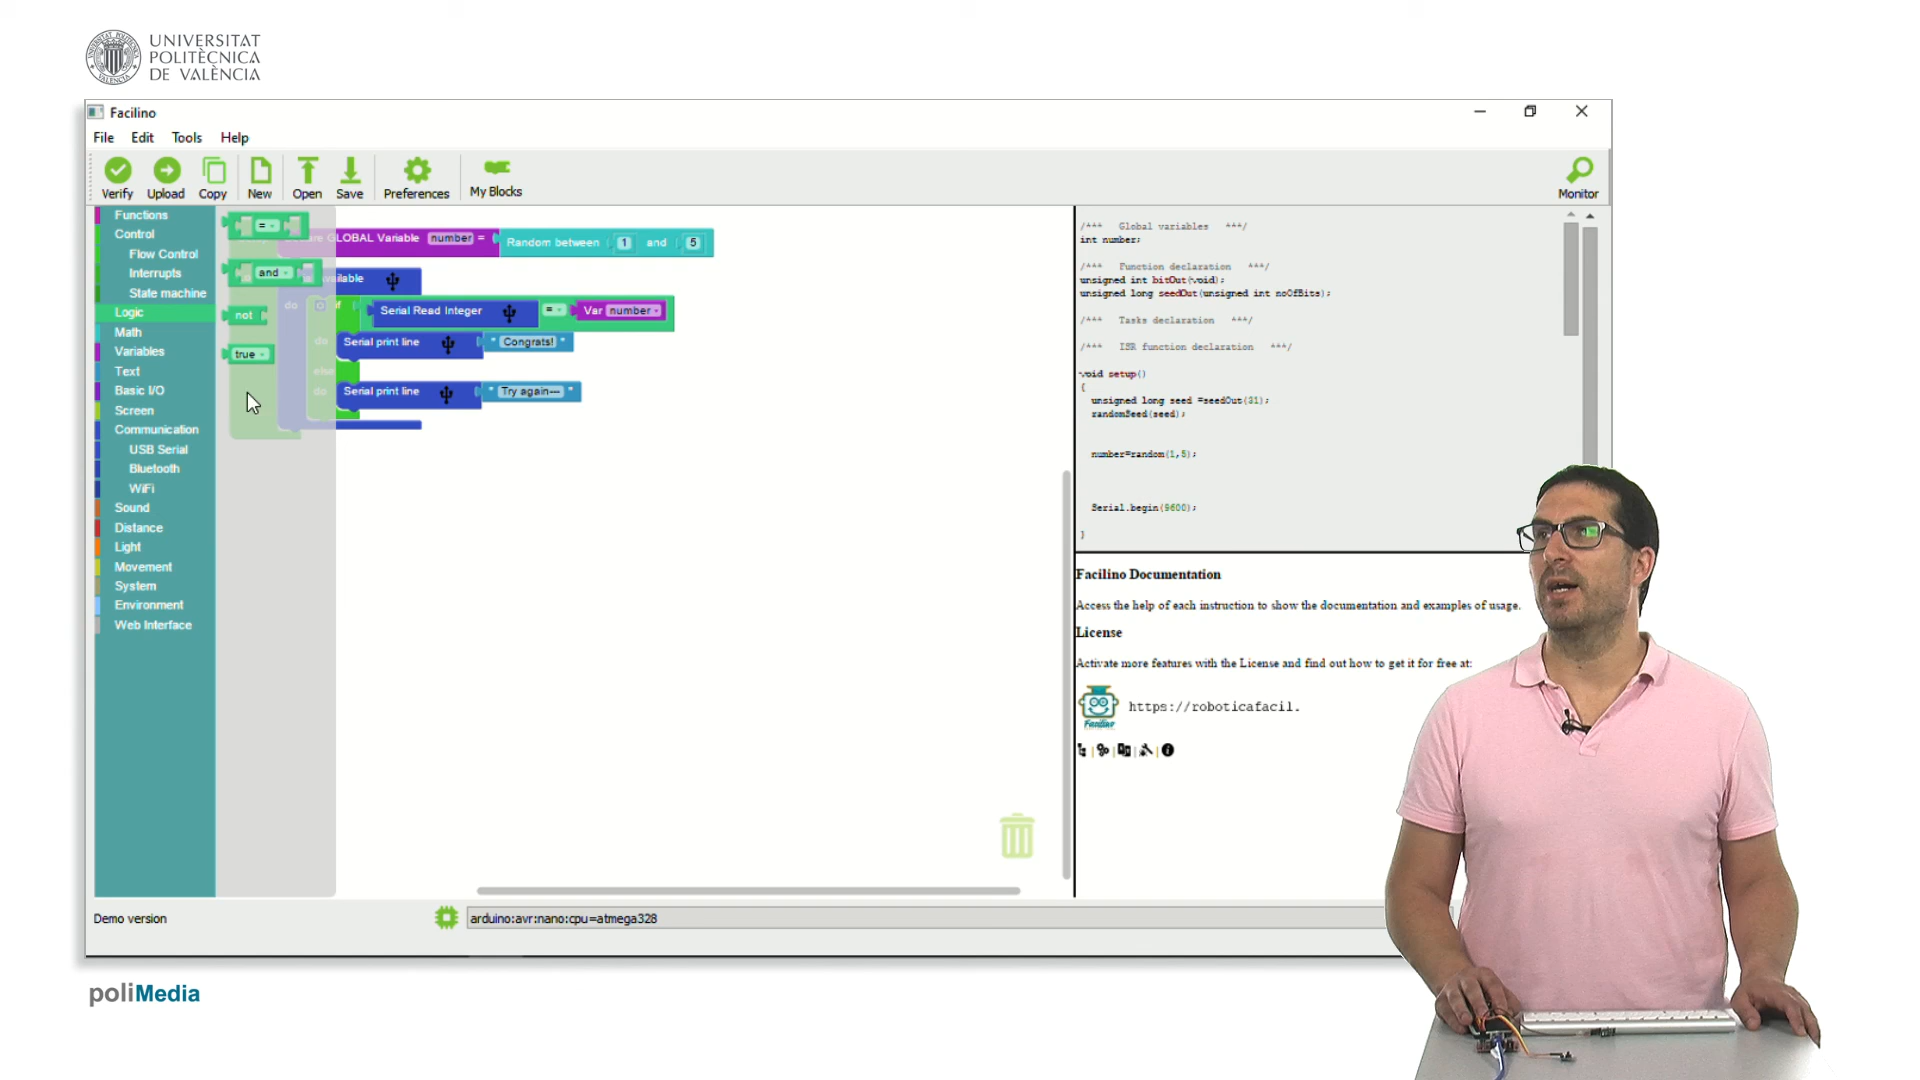 UNIVERSITAT
POLITÈCNICA
DE VALÈNCIA
Facilino
File Edit Tools Help
Verify Upload Copy New Open Save Preferences My Blocks Monitor
Functions
Control
Flow Control
Interrupts
State machine
Logic
Math
Variables
Text
Basic I/O
Screen
Communication
USB Serial
Bluetooth
WiFi
Sound
Distance
Light
Movement
System
Environment
Web Interface
=
and
not
true
GLOBAL Variable number = Random between 1 and 5
do if Serial Read Integer = Var number
do Serial print line " Congrats! "
else
do Serial print line " Try again--- "
/*** Global variables ***/
int number;
/*** Function declaration ***/
unsigned int bitOut(void);
unsigned long seedOut(unsigned int noOfBits);
/*** Tasks declaration ***/
/*** ISR function declaration ***/
void setup()
{
unsigned long seed =seedOut(31);
randomSeed(seed);
number=random(1,5);
Serial.begin(9600);
}
Facilino Documentation
Access the help of each instruction to show the documentation and examples of usage.
License
Activate more features with the License and find out how to get it for free at:
Facilino
https://roboticafacil.
Demo version
arduino:avr:nano:cpu=atmega328
poliMedia